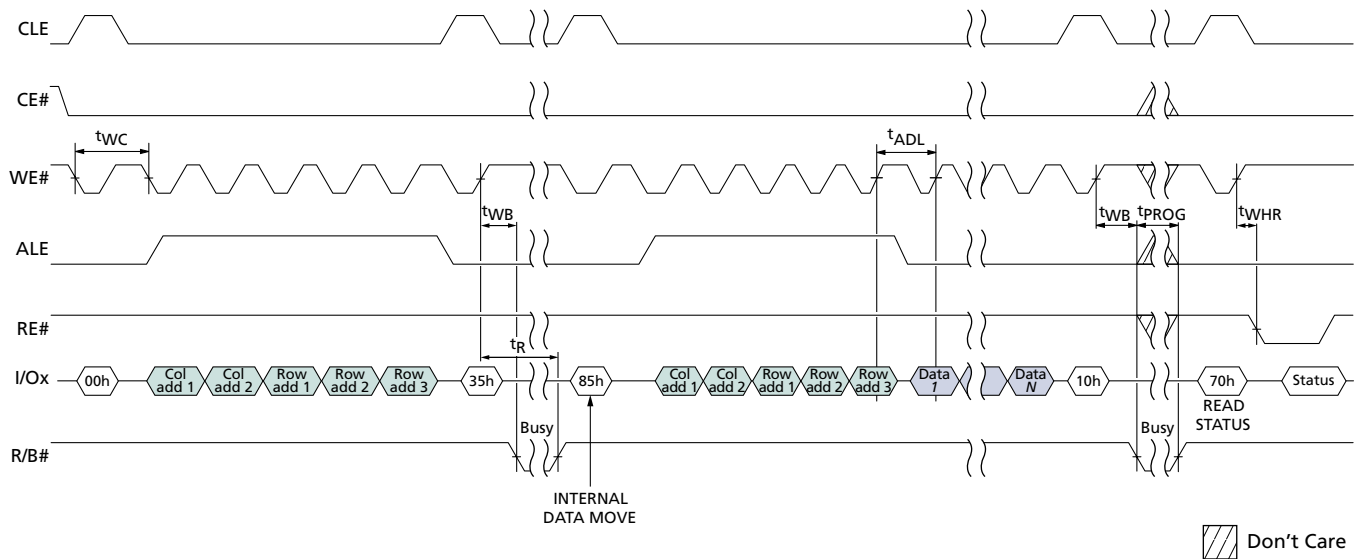 CLE
CE#
tWC
tADL
WE#
tWB
tWB
tPROG
tWHR
ALE
RE#
tR
I/Ox
00h
Col
add 1
Col
add 2
Row
add 1
Row
add 2
Row
add 3
35h
85h
Col
add 1
Col
add 2
Row
add 1
Row
add 2
Row
add 3
Data
1
Data
N
10h
70h
Status
READ
STATUS
Busy
Busy
R/B#
INTERNAL
DATA MOVE
Don't Care